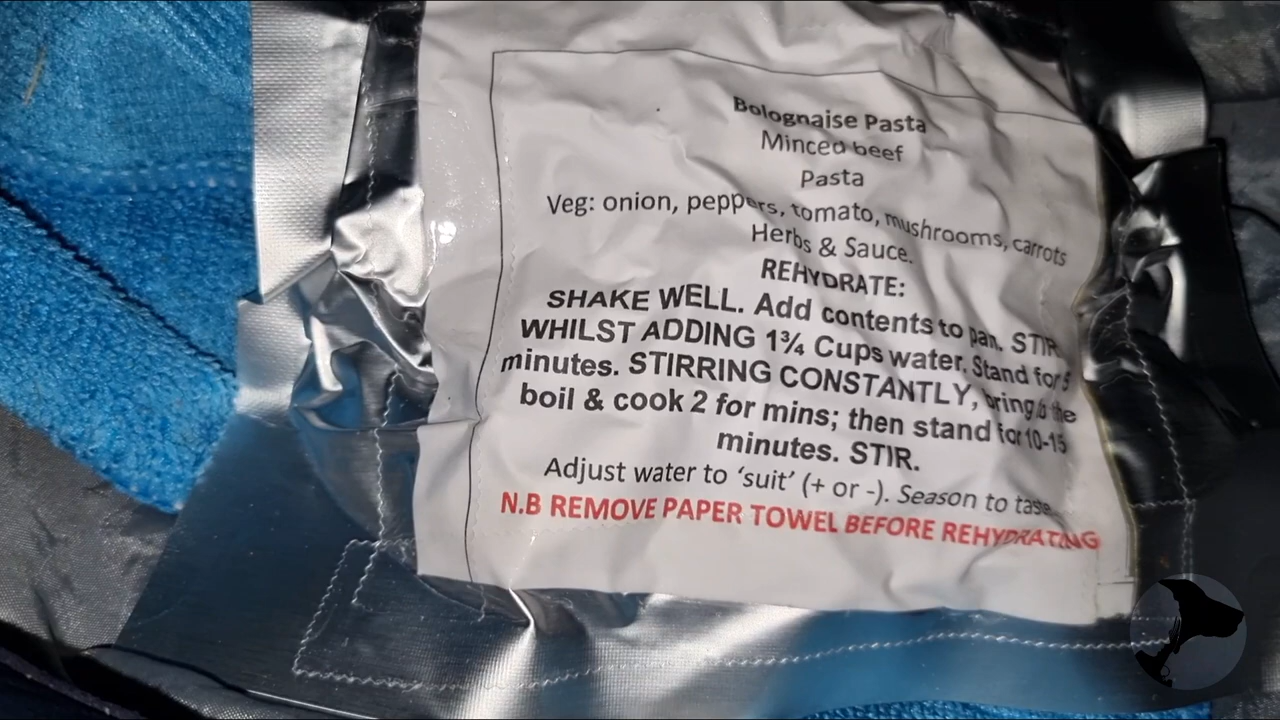 Bolognaise Pasta
Minced beef
Pasta
Veg: onion, peppers, tomato, mushrooms, carrots
Herbs & Sauce.
REHYDRATE:
SHAKE WELL. Add contents to pan. STIR
WHILST ADDING 1¾ Cups water. Stand for 5
minutes. STIRRING CONSTANTLY, bring to the
boil & cook 2 for mins; then stand for 10-15
minutes. STIR.
Adjust water to ‘suit’ (+ or -). Season to taste
N.B REMOVE PAPER TOWEL BEFORE REHYDRATING